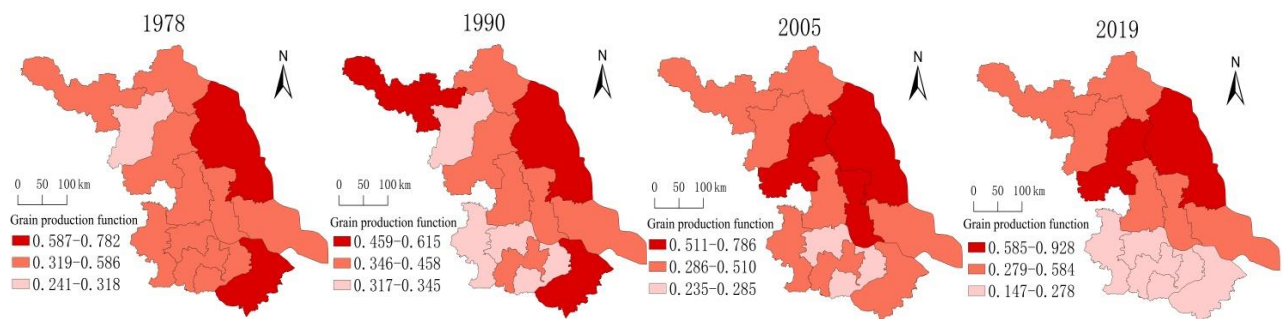 1978
N
0 50 100 km
Grain production function
0.587-0.782
0.319-0.586
0.241-0.318
1990
N
0 50 100 km
Grain production function
0.459-0.615
0.346-0.458
0.317-0.345
2005
N
0 50 100 km
Grain production function
0.511-0.786
0.286-0.510
0.235-0.285
2019
N
0 50 100 km
Grain production function
0.585-0.928
0.279-0.584
0.147-0.278